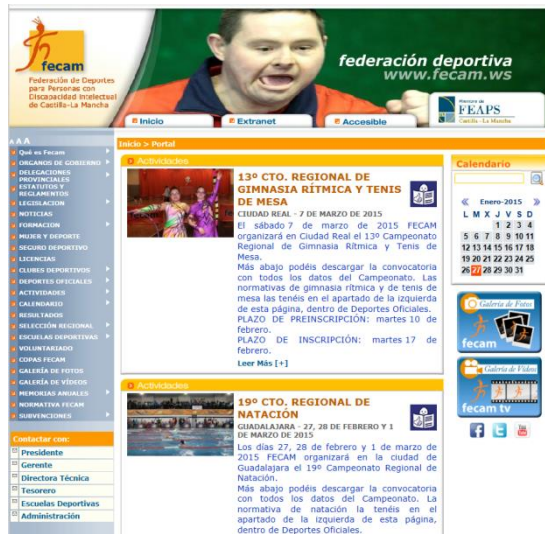 fecam
Federación de Deportes
para Personas con
Discapacidad Intelectual
de Castilla-La Mancha
federación deportiva
www.fecam.ws
Inicio
Extranet
Accesible
Miembro de
FEAPS
Castilla - La Mancha
A A A
Qué es Fecam
ORGANOS DE GOBIERNO
DELEGACIONES
PROVINCIALES
ESTATUTOS Y
REGLAMENTOS
LEGISLACION
NOTICIAS
FORMACION
MUJER Y DEPORTE
SEGURO DEPORTIVO
LICENCIAS
CLUBES DEPORTIVOS
DEPORTES OFICIALES
ACTIVIDADES
CALENDARIO
RESULTADOS
SELECCIÓN REGIONAL
ESCUELAS DEPORTIVAS
VOLUNTARIADO
COPAS FECAM
GALERÍA DE FOTOS
GALERÍA DE VÍDEOS
MEMORIAS ANUALES
NORMATIVA FECAM
SUBVENCIONES
Contactar con:
Presidente
Gerente
Directora Técnica
Tesorero
Escuelas Deportivas
Administración
Inicio > Portal
Actividades
13º CTO. REGIONAL DE
GIMNASIA RÍTMICA Y TENIS
DE MESA
CIUDAD REAL - 7 DE MARZO DE 2015
El sábado 7 de marzo de 2015 FECAM
organizará en Ciudad Real el 13º Campeonato
Regional de Gimnasia Rítmica y Tenis de
Mesa.
Más abajo podéis descargar la convocatoria
con todos los datos del Campeonato. Las
normativas de gimnasia rítmica y de tenis de
mesa las tenéis en el apartado de la izquierda
de esta página, dentro de Deportes Oficiales.
PLAZO DE PREINSCRIPCIÓN: martes 10 de
febrero.
PLAZO DE INSCRIPCIÓN: martes 17 de
febrero.
Leer Más [+]
Actividades
19º CTO. REGIONAL DE
NATACIÓN
GUADALAJARA - 27, 28 DE FEBRERO Y 1
DE MARZO DE 2015
Los días 27, 28 de febrero y 1 de marzo de
2015 FECAM organizará en la ciudad de
Guadalajara el 19º Campeonato Regional de
Natación.
Más abajo podéis descargar la convocatoria
con todos los datos del Campeonato. La
normativa de natación la tenéis en el
apartado de la izquierda de esta página,
dentro de Deportes Oficiales.
Calendario
Enero-2015
L M X J V S D
1 2 3 4
5 6 7 8 9 10 11
12 13 14 15 16 17 18
19 20 21 22 23 24 25
26 27 28 29 30 31
Galería de Fotos
fecam
Galería de Vídeos
fecam tv